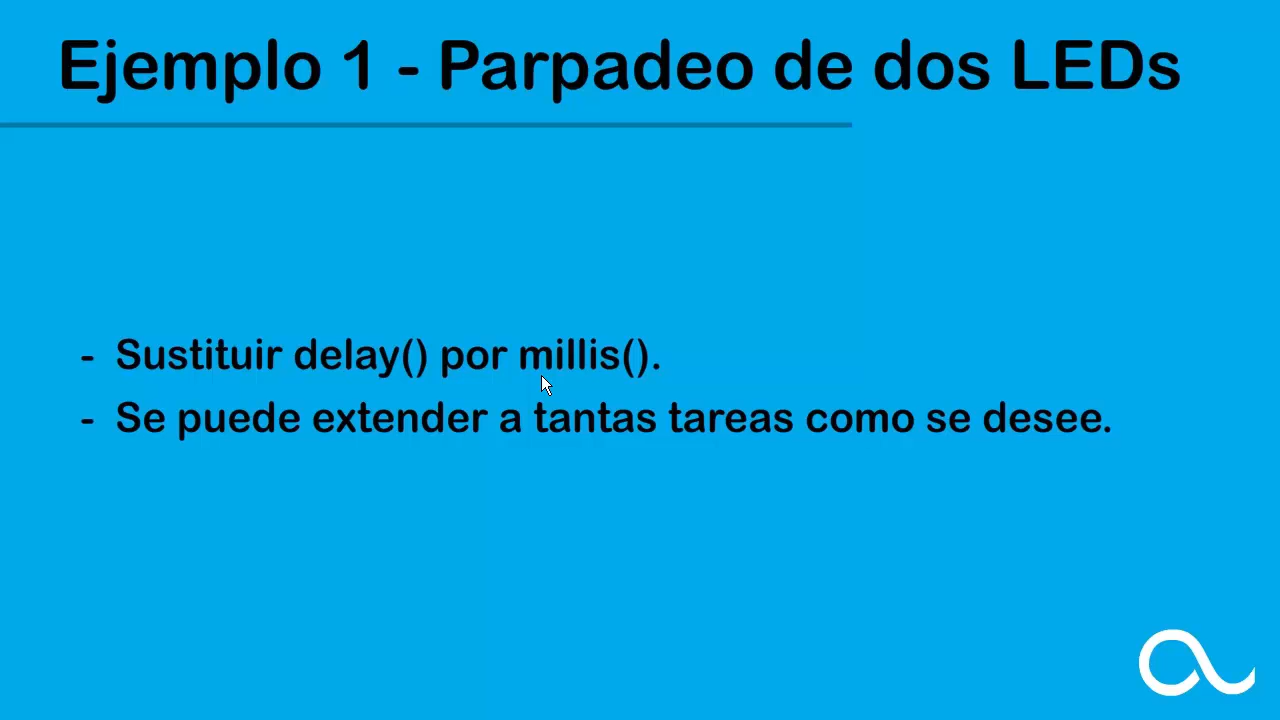 Ejemplo 1 - Parpadeo de dos LEDs
- Sustituir delay() por millis().
- Se puede extender a tantas tareas como se desee.